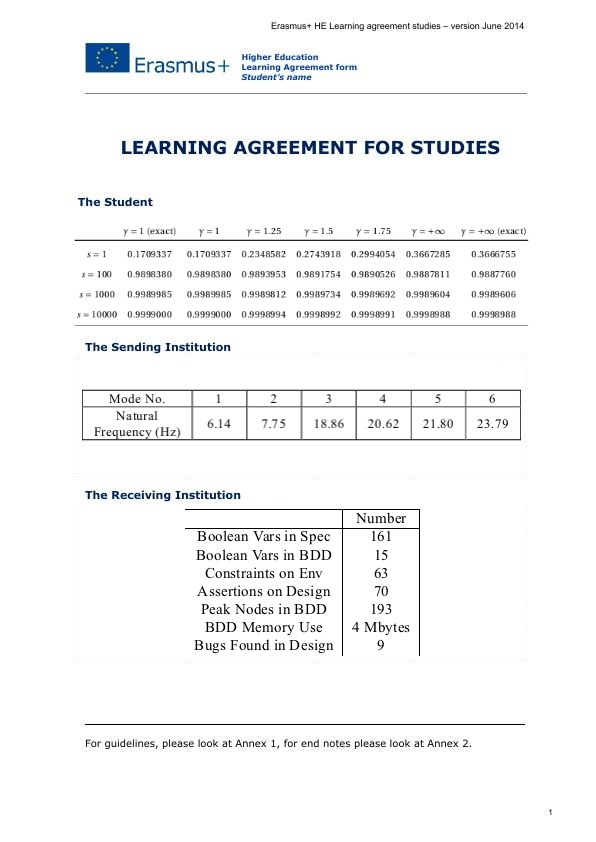 Erasmus+ HE Learning agreement studies – version June 2014
Erasmus+
Higher Education
Learning Agreement form
Student's name
LEARNING AGREEMENT FOR STUDIES
The Student
γ = 1 (exact) γ = 1 γ = 1.25 γ = 1.5 γ = 1.75 γ = +∞ γ = +∞ (exact)
s = 1 0.1709337 0.1709337 0.2348582 0.2743918 0.2994054 0.3667285 0.3666755
s = 100 0.9898380 0.9898380 0.9893953 0.9891754 0.9890526 0.9887811 0.9887760
s = 1000 0.9989985 0.9989985 0.9989812 0.9989734 0.9989692 0.9989604 0.9989606
s = 10000 0.9999000 0.9999000 0.9998994 0.9998992 0.9998991 0.9998988 0.9998988
The Sending Institution
Mode No. 1 2 3 4 5 6
Natural
Frequency (Hz) 6.14 7.75 18.86 20.62 21.80 23.79
The Receiving Institution
Number
Boolean Vars in Spec 161
Boolean Vars in BDD 15
Constraints on Env 63
Assertions on Design 70
Peak Nodes in BDD 193
BDD Memory Use 4 Mbytes
Bugs Found in Design 9
For guidelines, please look at Annex 1, for end notes please look at Annex 2.
1